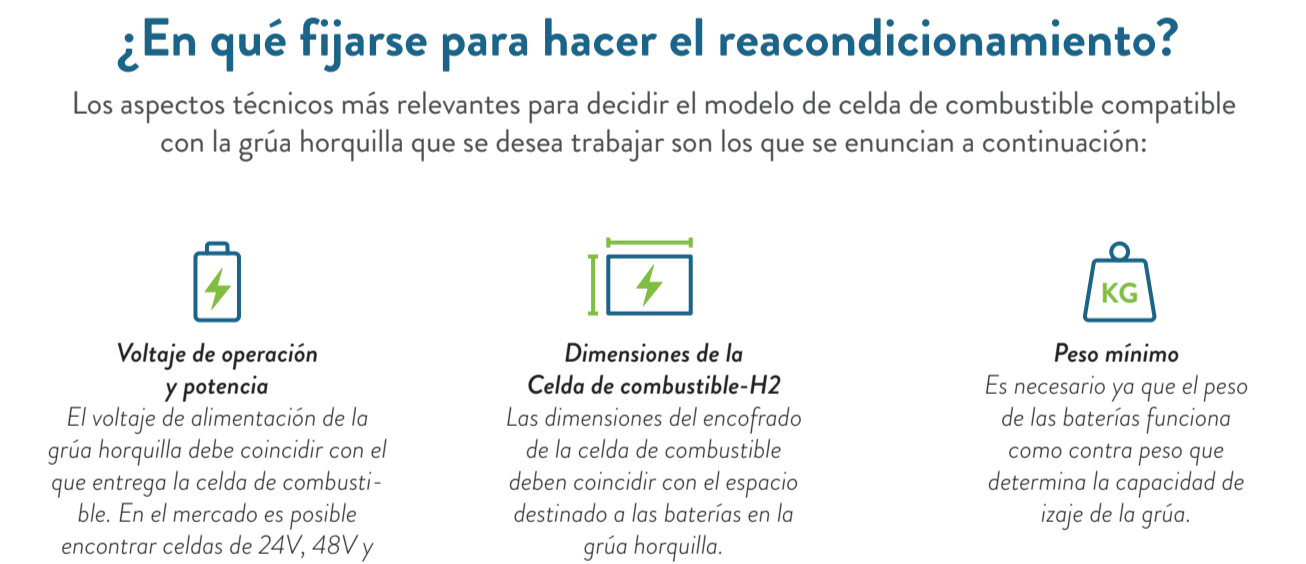 ¿En qué fijarse para hacer el reacondicionamiento?
Los aspectos técnicos más relevantes para decidir el modelo de celda de combustible compatible
con la grúa horquilla que se desea trabajar son los que se enuncian a continuación:
Voltaje de operación
y potencia
El voltaje de alimentación de la
grúa horquilla debe coincidir con el
que entrega la celda de combusti-
ble. En el mercado es posible
encontrar celdas de 24V, 48V y
Dimensiones de la
Celda de combustible-H2
Las dimensiones del encofrado
de la celda de combustible
deben coincidir con el espacio
destinado a las baterías en la
grúa horquilla.
KG
Peso mínimo
Es necesario ya que el peso
de las baterías funciona
como contra peso que
determina la capacidad de
izaje de la grúa.